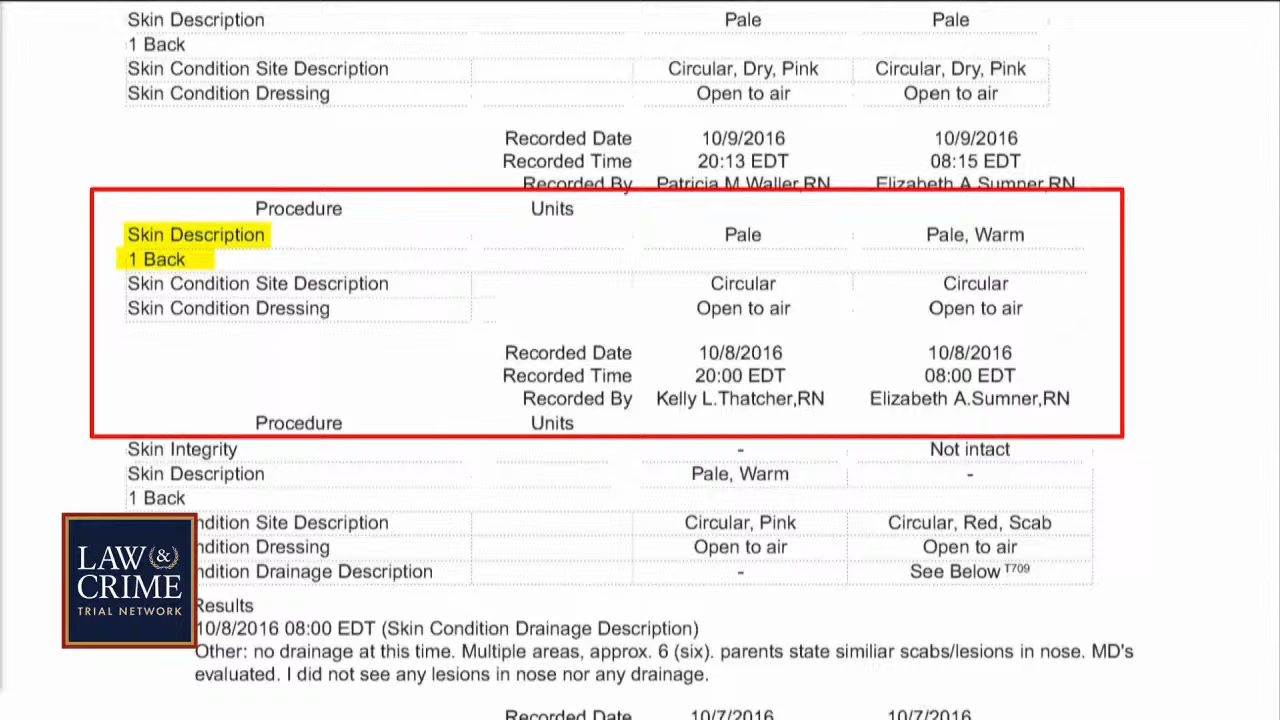 Skin Description Pale Pale
1 Back
Skin Condition Site Description Circular, Dry, Pink Circular, Dry, Pink
Skin Condition Dressing Open to air Open to air
Recorded Date 10/9/2016 10/9/2016
Recorded Time 20:13 EDT 08:15 EDT
Recorded By Patricia M.Waller,RN Elizabeth A.Sumner,RN
Procedure Units
Skin Description Pale Pale, Warm
1 Back
Skin Condition Site Description Circular Circular
Skin Condition Dressing Open to air Open to air
Recorded Date 10/8/2016 10/8/2016
Recorded Time 20:00 EDT 08:00 EDT
Recorded By Kelly L.Thatcher,RN Elizabeth A.Sumner,RN
Procedure Units
Skin Integrity - Not intact
Skin Description Pale, Warm -
1 Back
ndition Site Description Circular, Pink Circular, Red, Scab
ndition Dressing Open to air Open to air
ndition Drainage Description - See Below T709
Results
10/8/2016 08:00 EDT (Skin Condition Drainage Description)
Other: no drainage at this time. Multiple areas, approx. 6 (six). parents state similiar scabs/lesions in nose. MD's
evaluated. I did not see any lesions in nose nor any drainage.
Recorded Date 10/7/2016 10/7/2016
LAW &
CRIME
TRIAL NETWORK